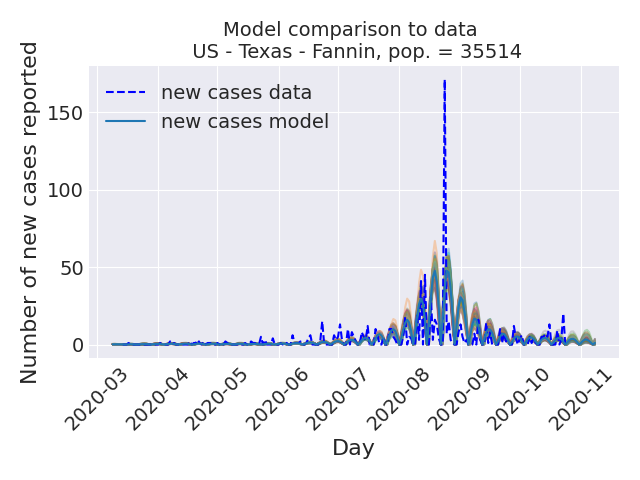 Model comparison to data
US - Texas - Fannin, pop. = 35514
Number of new cases reported
150
100
50
0
new cases data
new cases model
2020-03
2020-04
2020-05
2020-06
2020-07
2020-08
2020-09
2020-10
2020-11
Day